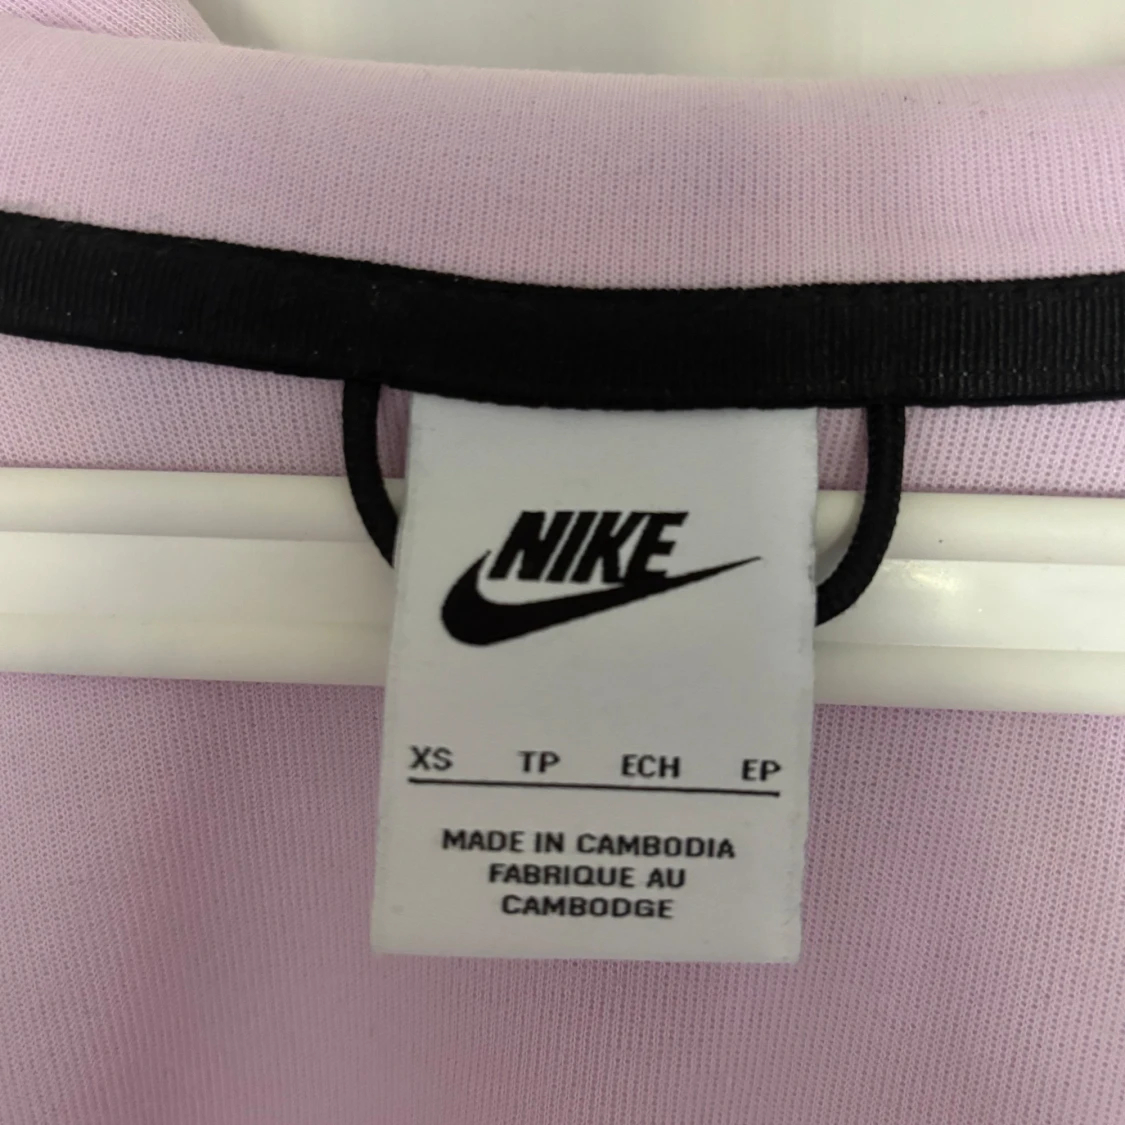 NIKE
XS TP ECH EP
MADE IN CAMBODIA
FABRIQUE AU
CAMBODGE